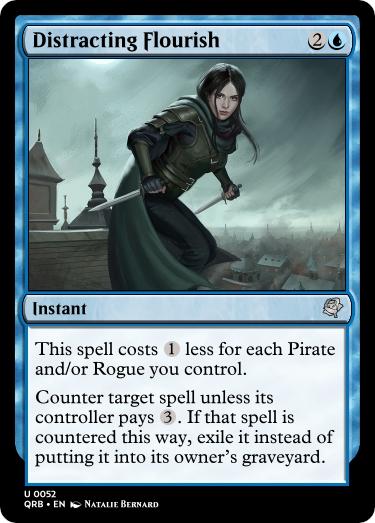 Distracting Flourish 2
Instant
This spell costs 1 less for each Pirate
and/or Rogue you control.
Counter target spell unless its
controller pays 3. If that spell is
countered this way, exile it instead of
putting it into its owner's graveyard.
U 0052
QRB • EN Natalie Bernard